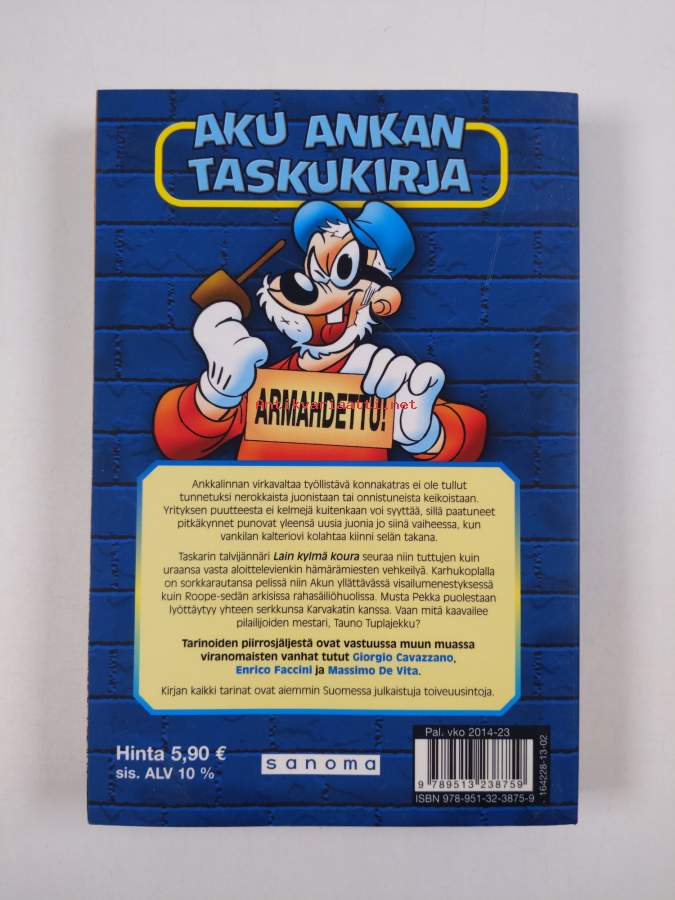 AKU ANKAN
TASKUKIRJA
ARMAHDETTU!
Antikvariaatti.net
Ankkalinnan virkavaltaa työllistävä konnakatras ei ole tullut
tunnetuksi nerokkaista juonistaan tai onnistuneista keikoistaan.
Yrityksen puutteesta ei kelmejä kuitenkaan voi syyttää, sillä paatuneet
pitkäkynnet punovat yleensä uusia juonia jo siinä vaiheessa, kun
vankilan kalteriovi kolahtaa kiinni selän takana.
Taskarin talvijännäri Lain kylmä koura seuraa niin tuttujen kuin
uraansa vasta aloittelevienkin hämärämiesten vehkeilyä. Karhukoplalla
on sorkkarautansa pelissä niin Akun yllättävässä visailumenestyksessä
kuin Roope-sedän arkisissa rahasäiliöhuolissa. Musta Pekka puolestaan
lyöttäytyy yhteen serkkunsa Karvakatin kanssa. Vaan mitä kaavailee
pilailijoiden mestari, Tauno Tuplajekku?
Tarinoiden piirrosjäljestä ovat vastuussa muun muassa
viranomaisten vanhat tutut Giorgio Cavazzano,
Enrico Faccini ja Massimo De Vita.
Kirjan kaikki tarinat ovat aiemmin Suomessa julkaistuja toiveuusintoja.
Hinta 5,90 €
sis. ALV 10 %
sanoma
Pal. vko 2014-23
9 789513 238759
ISBN 978-951-32-3875-9
164228-13-02